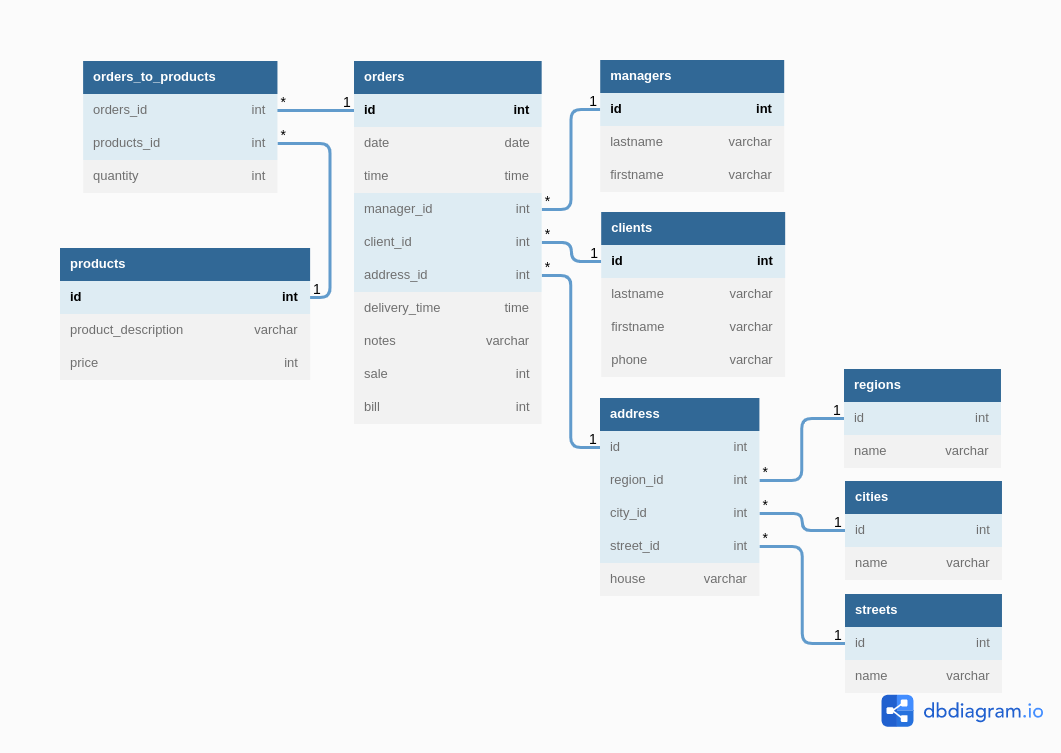 orders_to_products
orders_id int
products_id int
quantity int
* 1
*
products
id int
product_description varchar
price int
1
orders
id int
date date
time time
manager_id int
client_id int
address_id int
delivery_time time
notes varchar
sale int
bill int
*
*
*
managers
1
id int
lastname varchar
firstname varchar
clients
1
id int
lastname varchar
firstname varchar
phone varchar
address
1
id int
region_id int
city_id int
street_id int
house varchar
*
*
*
regions
1
id int
name varchar
cities
1
id int
name varchar
streets
1
id int
name varchar
dbdiagram.io